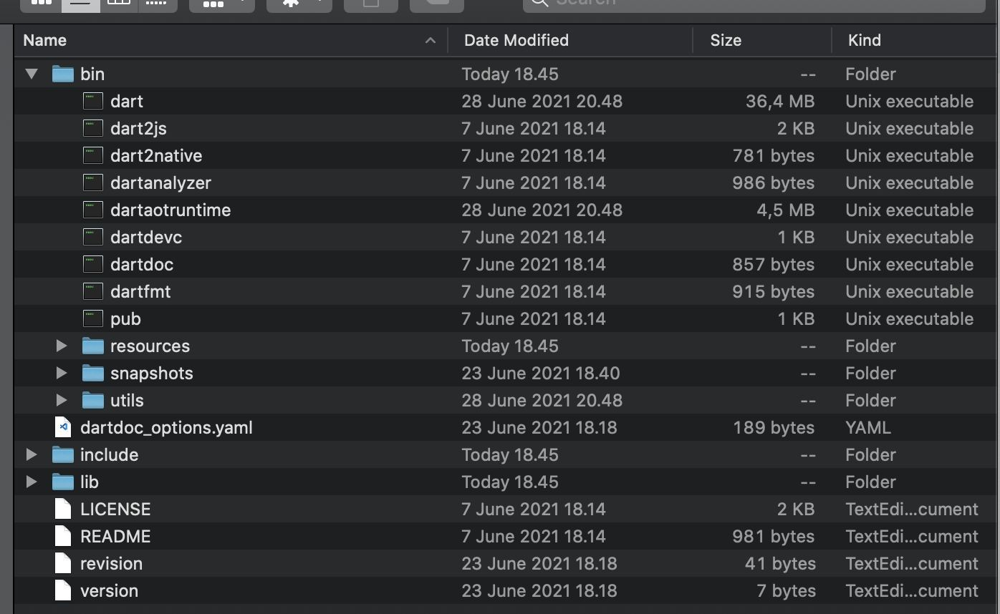 Search
Name Date Modified Size Kind
bin Today 18.45 -- Folder
dart 28 June 2021 20.48 36,4 MB Unix executable
dart2js 7 June 2021 18.14 2 KB Unix executable
dart2native 7 June 2021 18.14 781 bytes Unix executable
dartanalyzer 7 June 2021 18.14 986 bytes Unix executable
dartaotruntime 28 June 2021 20.48 4,5 MB Unix executable
dartdevc 7 June 2021 18.14 1 KB Unix executable
dartdoc 7 June 2021 18.14 857 bytes Unix executable
dartfmt 7 June 2021 18.14 915 bytes Unix executable
pub 7 June 2021 18.14 1 KB Unix executable
resources Today 18.45 -- Folder
snapshots 23 June 2021 18.40 -- Folder
utils 28 June 2021 20.48 -- Folder
dartdoc_options.yaml 23 June 2021 18.18 189 bytes YAML
include Today 18.45 -- Folder
lib Today 18.45 -- Folder
LICENSE 7 June 2021 18.14 2 KB TextEdi...cument
README 7 June 2021 18.14 981 bytes TextEdi...cument
revision 23 June 2021 18.18 41 bytes TextEdi...cument
version 23 June 2021 18.18 7 bytes TextEdi...cument